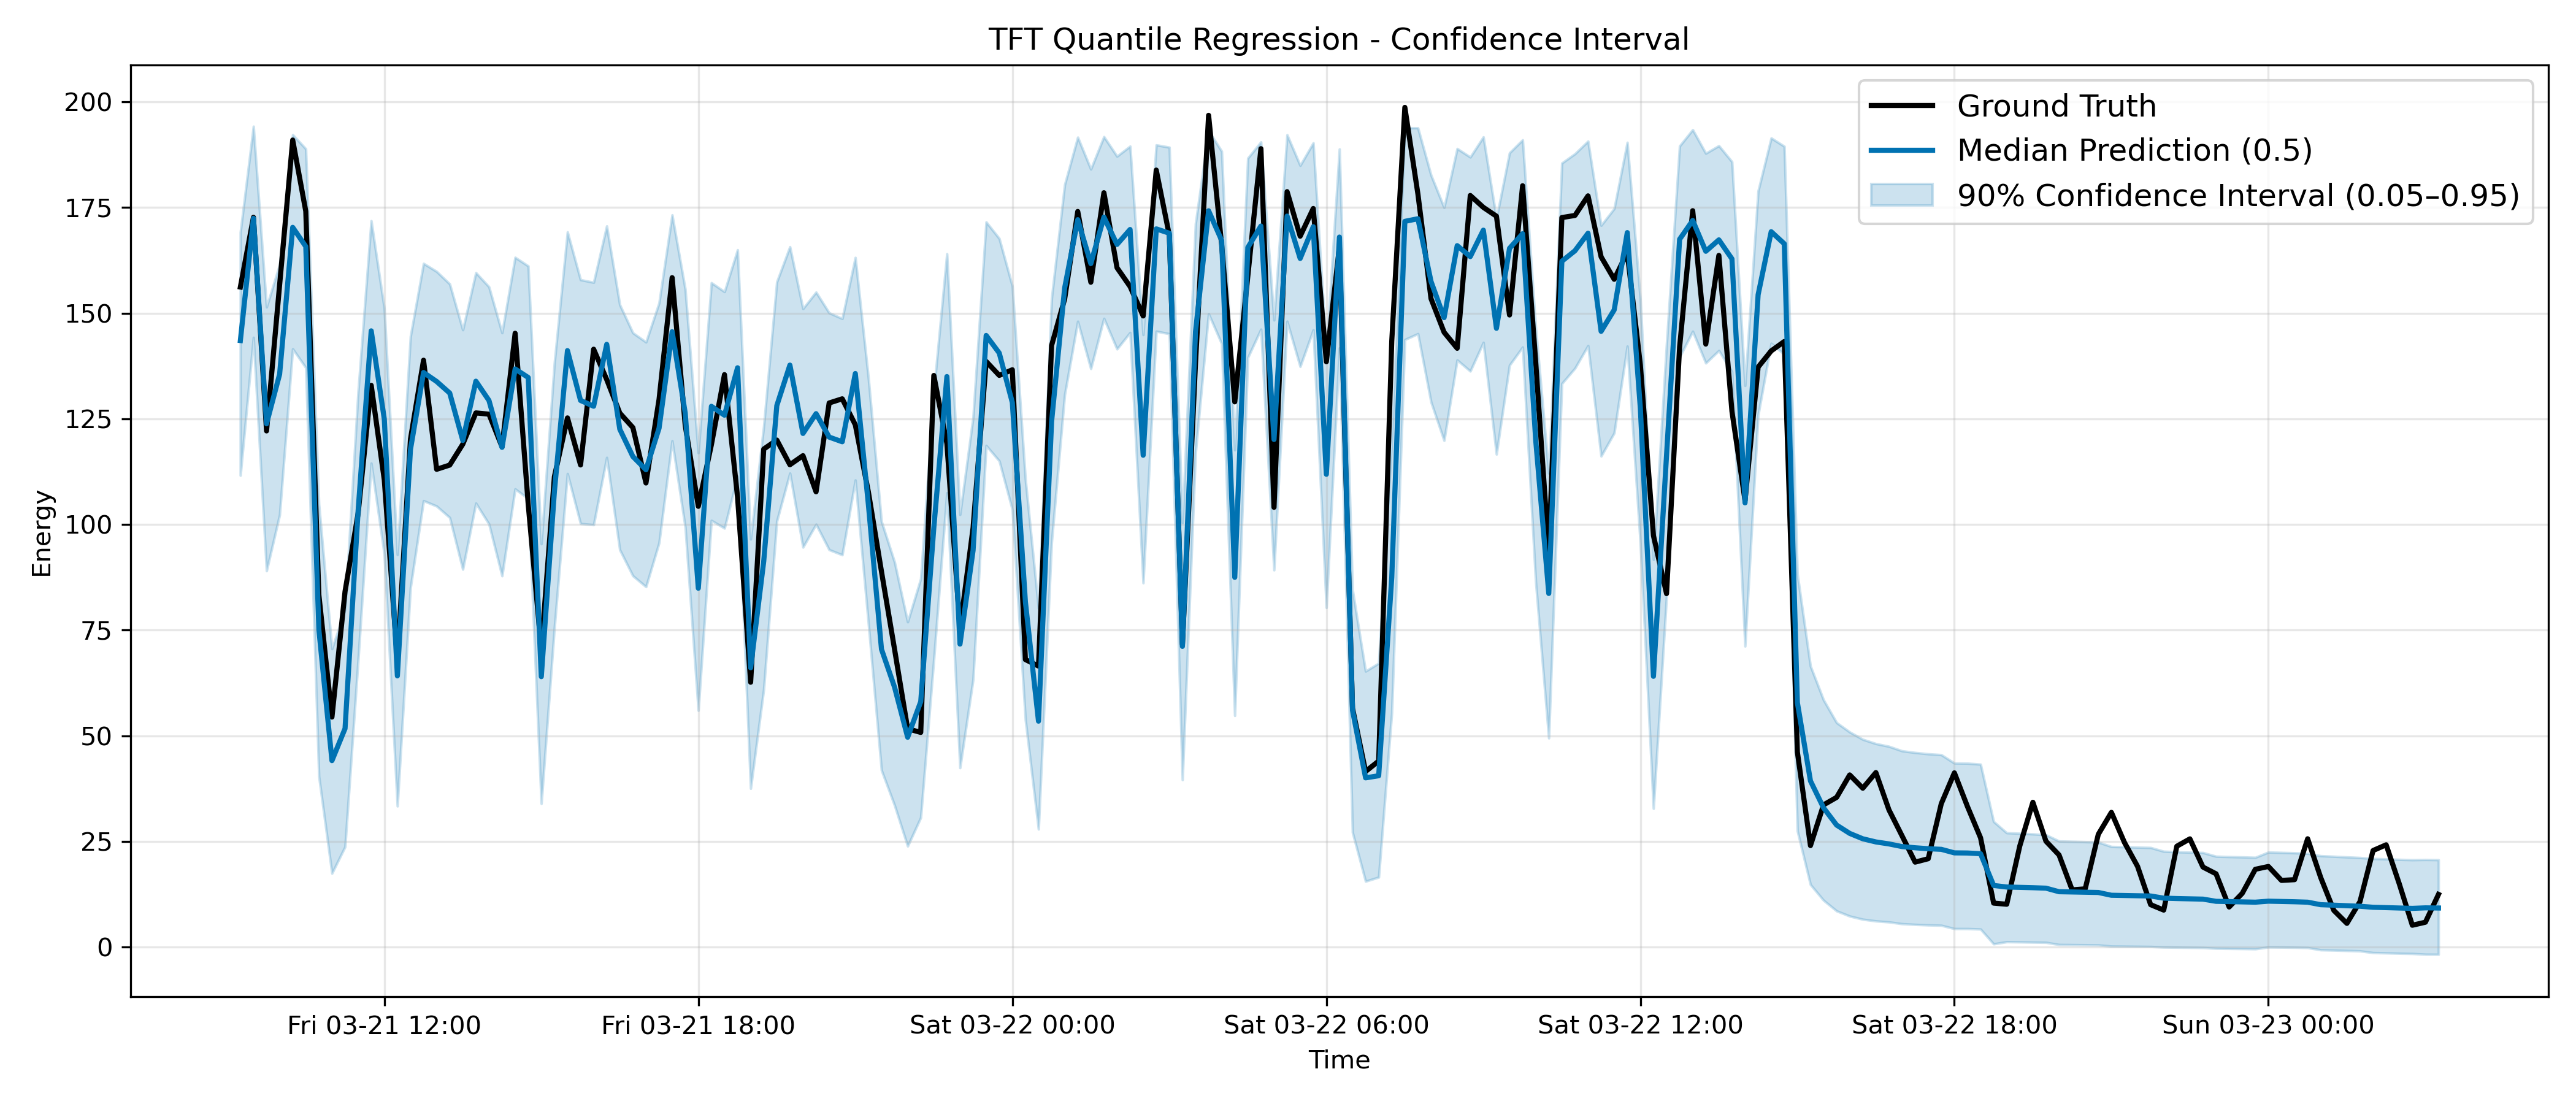 TFT Quantile Regression - Confidence Interval
Ground Truth
Median Prediction (0.5)
90% Confidence Interval (0.05–0.95)
Energy
200
175
150
125
100
75
50
25
0
Fri 03-21 12:00
Fri 03-21 18:00
Sat 03-22 00:00
Sat 03-22 06:00
Sat 03-22 12:00
Sat 03-22 18:00
Sun 03-23 00:00
Time